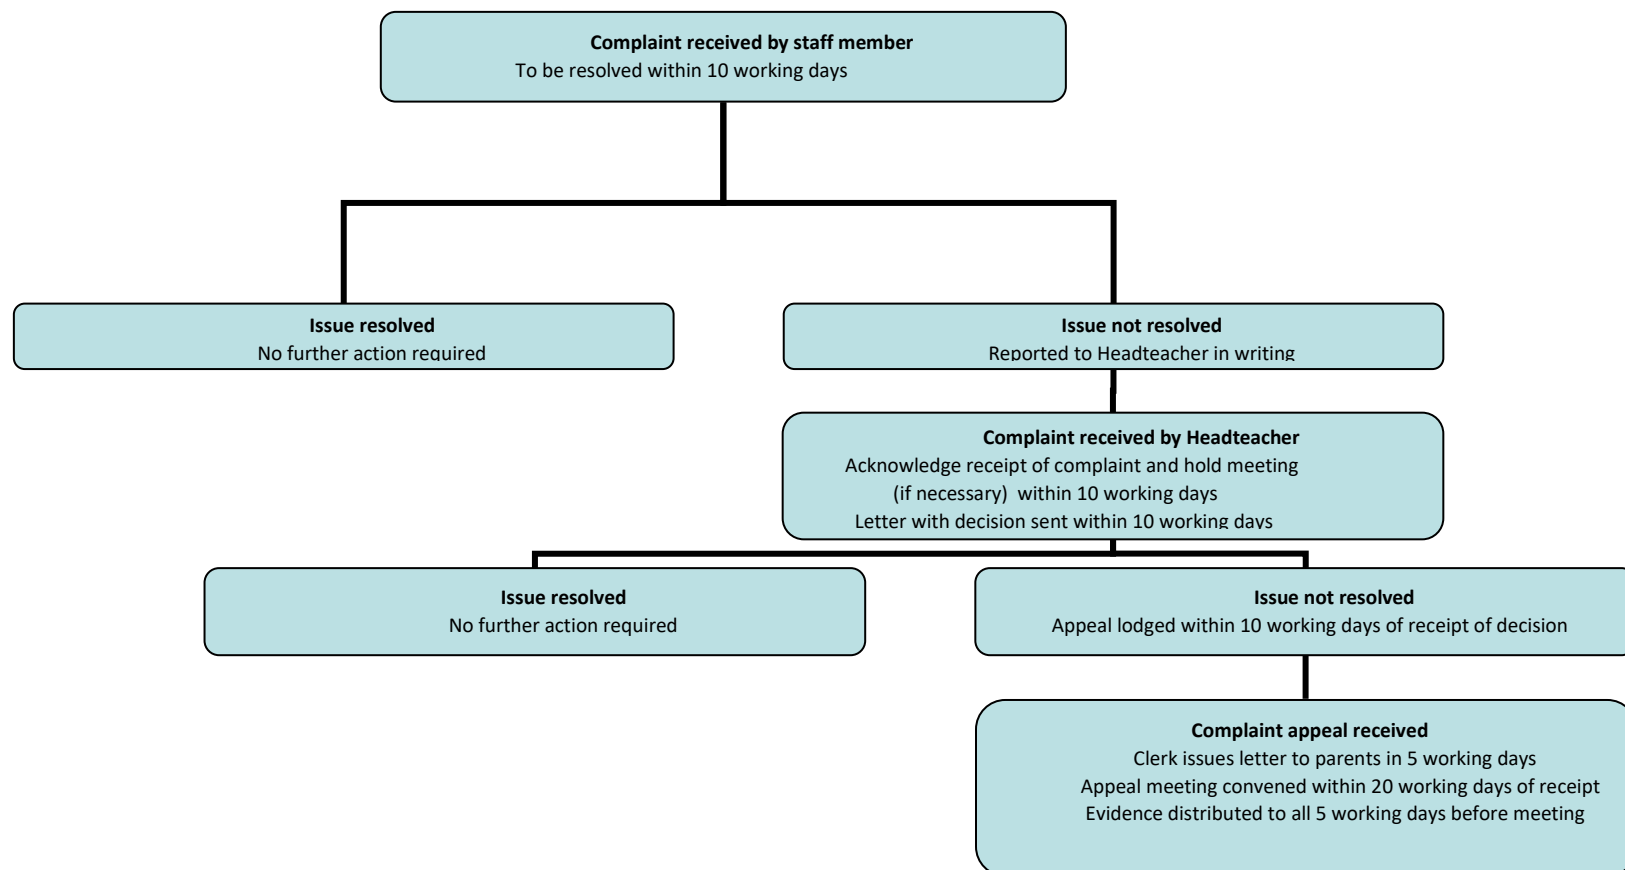 Complaint received by staff member
To be resolved within 10 working days
Issue resolved
No further action required
Issue not resolved
Reported to Headteacher in writing
Complaint received by Headteacher
Acknowledge receipt of complaint and hold meeting
(if necessary)  within 10 working days
Letter with decision sent within 10 working days
Issue resolved
No further action required
Issue not resolved
Appeal lodged within 10 working days of receipt of decision
Complaint appeal received
Clerk issues letter to parents in 5 working days
Appeal meeting convened within 20 working days of receipt
Evidence distributed to all 5 working days before meeting